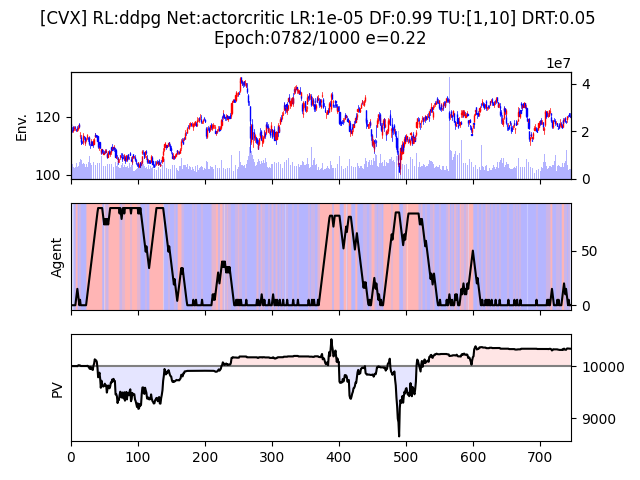 [CVX] RL:ddpg Net:actorcritic LR:1e-05 DF:0.99 TU:[1,10] DRT:0.05
Epoch:0782/1000 e=0.22
1e7
Env.
120
100
4
2
0
Agent
50
0
PV
10000
9000
0 100 200 300 400 500 600 700